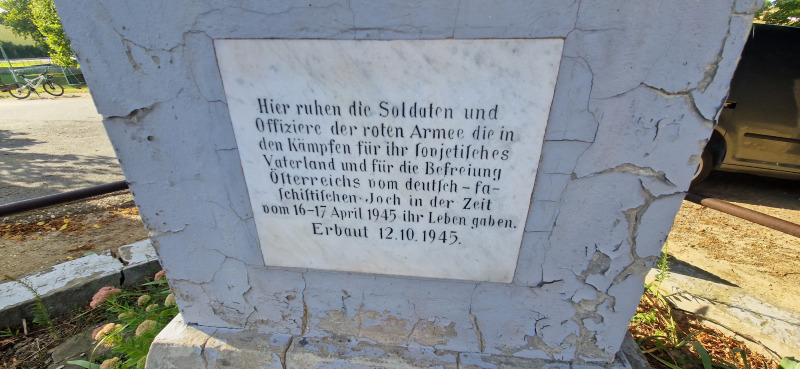 Hier ruhen die Soldaten und
Offiziere der roten Armee die in
den Kämpfen für ihr ſovjetiſches
Vaterland und für die Befreiung
Öſterreichs vom deutſch-fa-
ſchiſtiſchen-Joch in der Zeit
vom 16-17 April 1945 ihr Leben gaben.
Erbaut 12.10.1945.